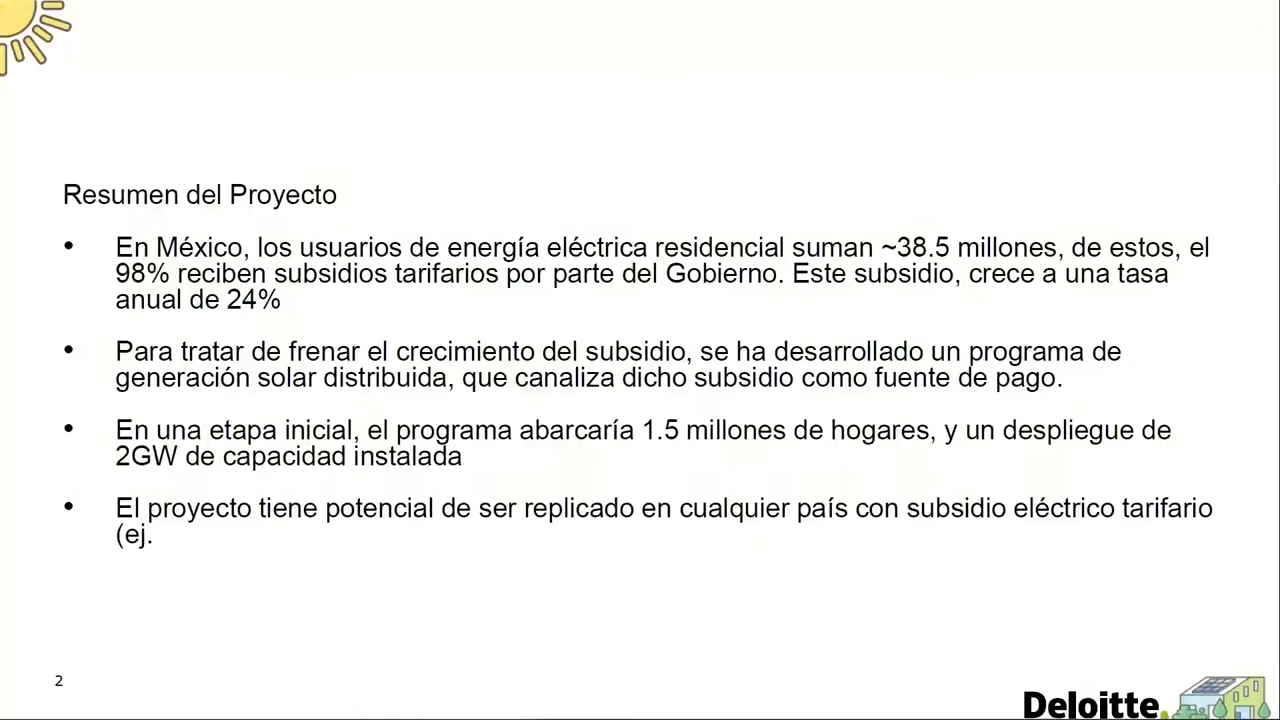 Resumen del Proyecto
• En México, los usuarios de energía eléctrica residencial suman ~38.5 millones, de estos, el
98% reciben subsidios tarifarios por parte del Gobierno. Este subsidio, crece a una tasa
anual de 24%
• Para tratar de frenar el crecimiento del subsidio, se ha desarrollado un programa de
generación solar distribuida, que canaliza dicho subsidio como fuente de pago.
• En una etapa inicial, el programa abarcaría 1.5 millones de hogares, y un despliegue de
2GW de capacidad instalada
• El proyecto tiene potencial de ser replicado en cualquier país con subsidio eléctrico tarifario
(ej.
2
Deloitte.